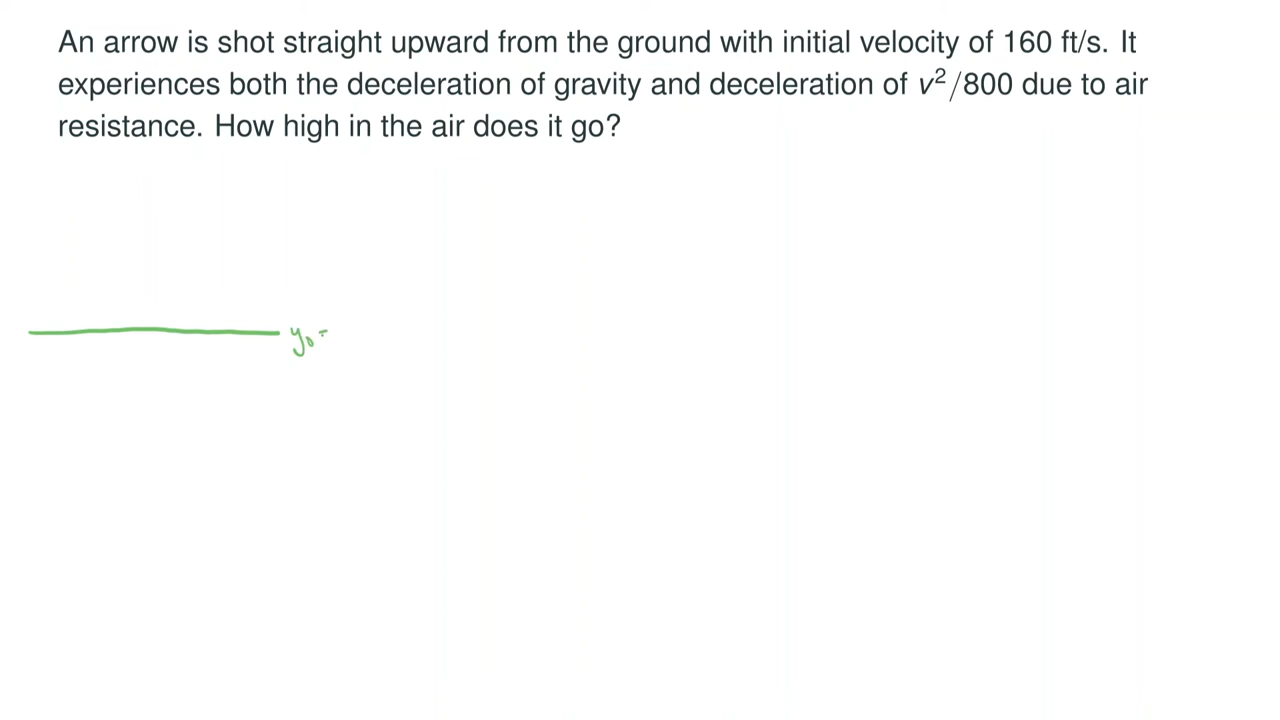 An arrow is shot straight upward from the ground with initial velocity of 160 ft/s. It
experiences both the deceleration of gravity and deceleration of v²/800 due to air
resistance. How high in the air does it go?
y₀ =